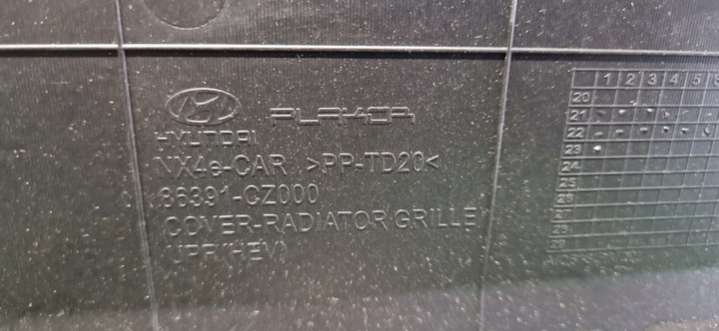 PLAKOR
HYUNDAI
NX4e-CAR >PP-TD20<
86391-CZ000
COVER-RADIATOR GRILLE
UPR(HEV)
1 2 3 4 5
20
21
22
23
24
25
26
27
28
29